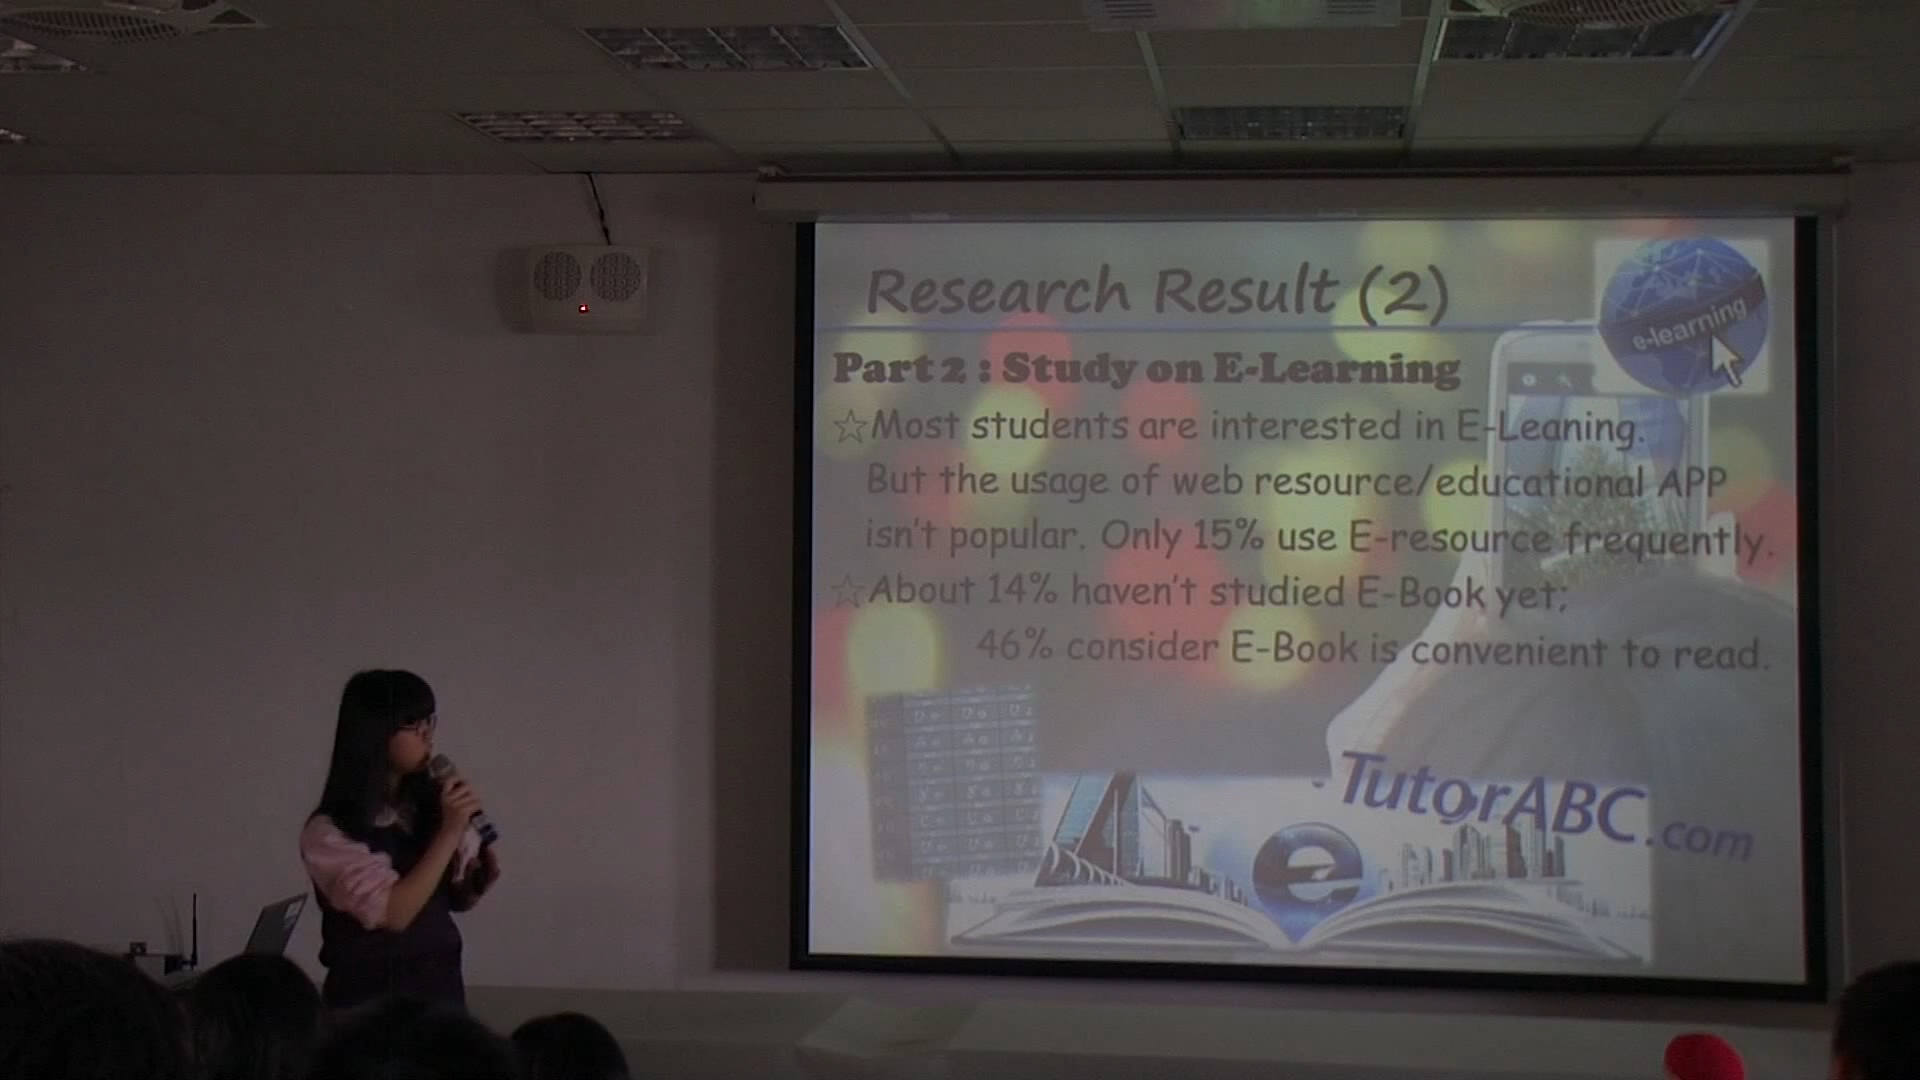 Research Result (2)
e-learning
Part 2 : Study on E-Learning
☆Most students are interested in E-Leaning.
But the usage of web resource/educational APP
isn't popular. Only 15% use E-resource frequently.
☆About 14% haven't studied E-Book yet;
46% consider E-Book is convenient to read.
TutorABC.com
e